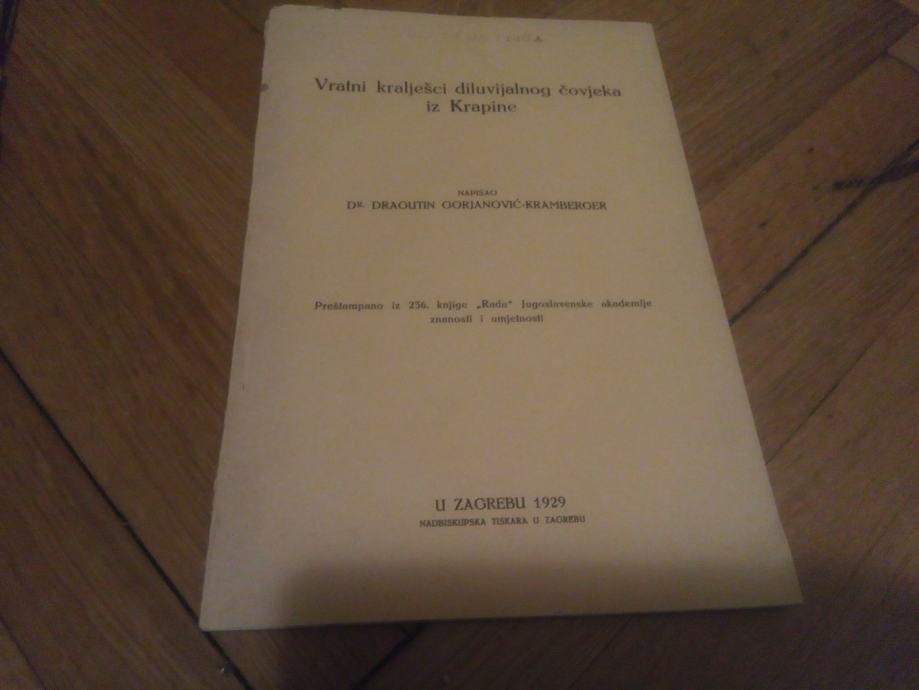 Vratni kralješci diluvijalnog čovjeka
iz Krapine
NAPISAO
DR. DRAGUTIN GORJANOVIĆ-KRAMBERGER
Preštampano iz 236. knjige „Rada“ Jugoslavenske akademije
znanosti i umjetnosti
U ZAGREBU 1929
NADBISKUPSKA TISKARA U ZAGREBU